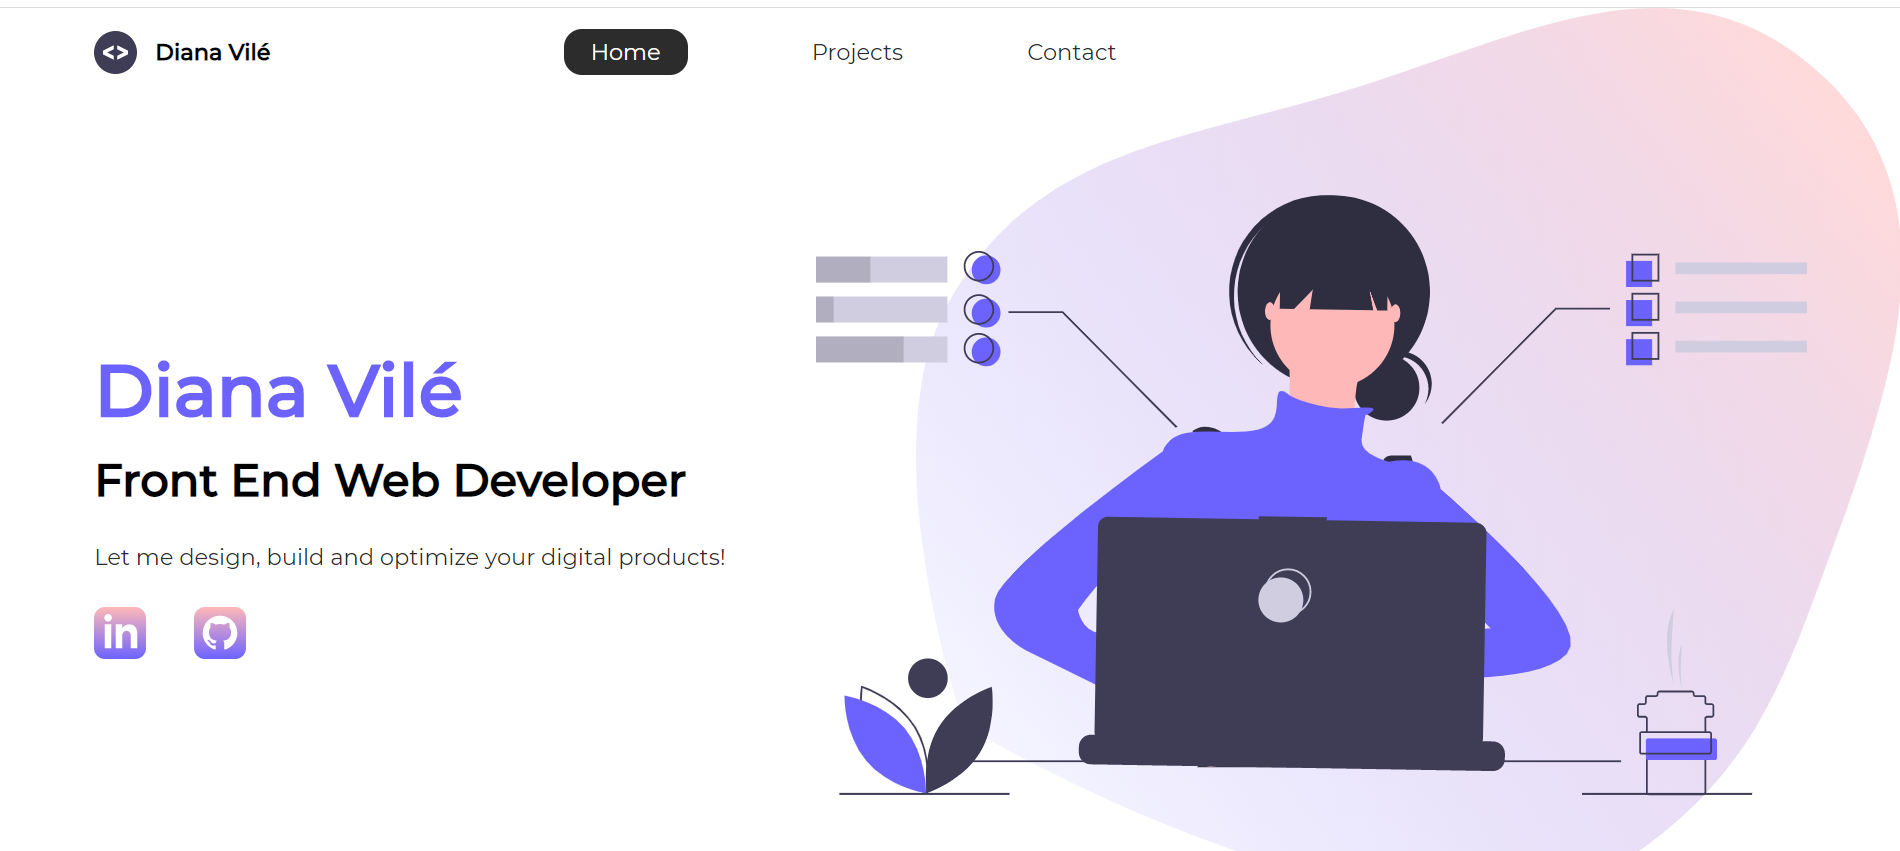 <> Diana Vilé
Home
Projects
Contact
Diana Vilé
Front End Web Developer
Let me design, build and optimize your digital products!
in